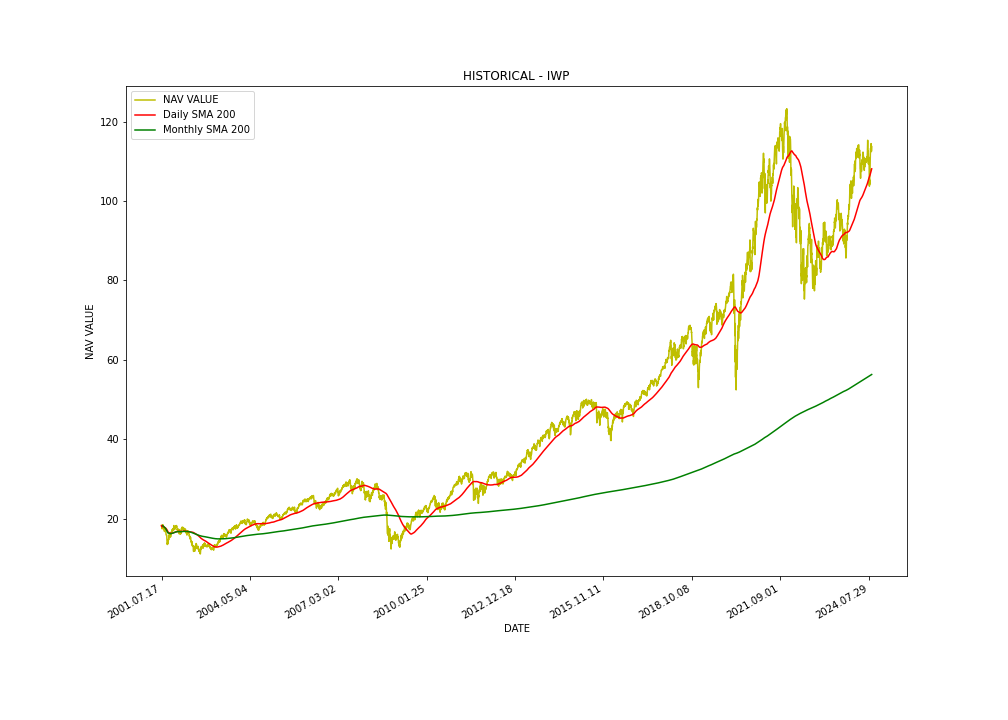 HISTORICAL - IWP
NAV VALUE
Daily SMA 200
Monthly SMA 200
120
100
80
60
40
20
NAV VALUE
2001.07.17
2004.05.04
2007.03.02
2010.01.25
2012.12.18
2015.11.11
2018.10.08
2021.09.01
2024.07.29
DATE